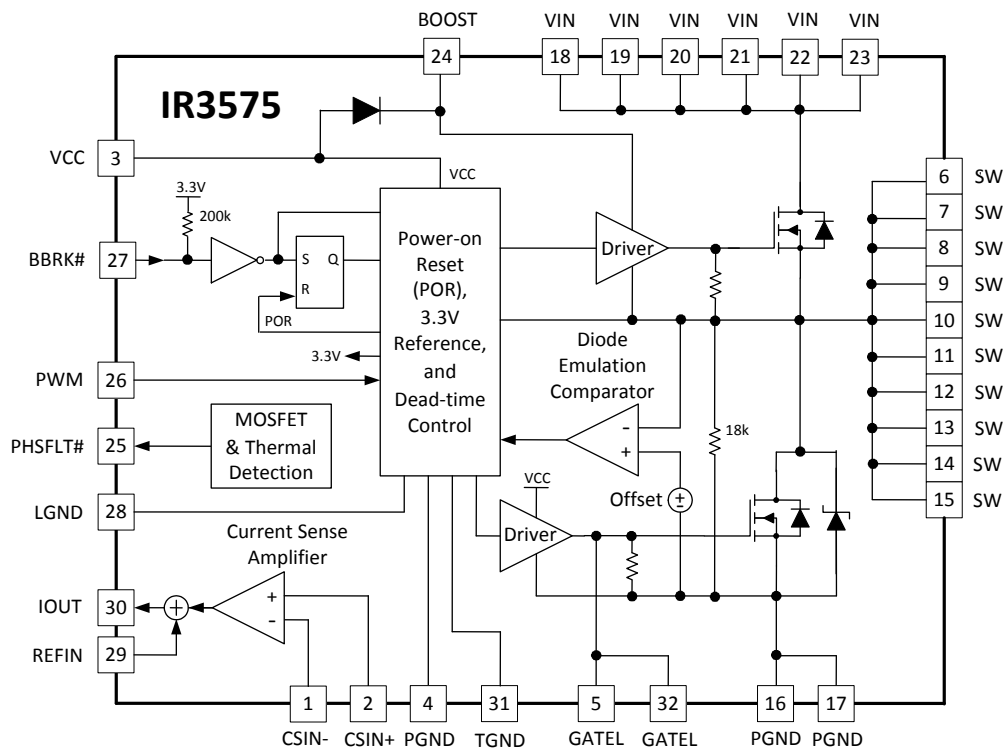 BOOST
VIN
VIN
VIN
VIN
VIN
VIN
24
18
19
20
21
22
23
IR3575
VCC
3
VCC
3.3V
200k
BBRK#
27
S
Q
R
POR
3.3V
Power-on
Reset
(POR),
3.3V
Reference,
and
Dead-time
Control
Driver
6
SW
7
SW
8
SW
9
SW
10
SW
11
SW
12
SW
13
SW
14
SW
15
SW
PWM
26
PHSFLT#
25
MOSFET
& Thermal
Detection
LGND
28
Diode
Emulation
Comparator
-
+
18k
Offset
+
-
VCC
Driver
Current Sense
Amplifier
IOUT
30
+
+
-
REFIN
29
1
2
4
31
5
32
16
17
CSIN-
CSIN+
PGND
TGND
GATEL
GATEL
PGND
PGND